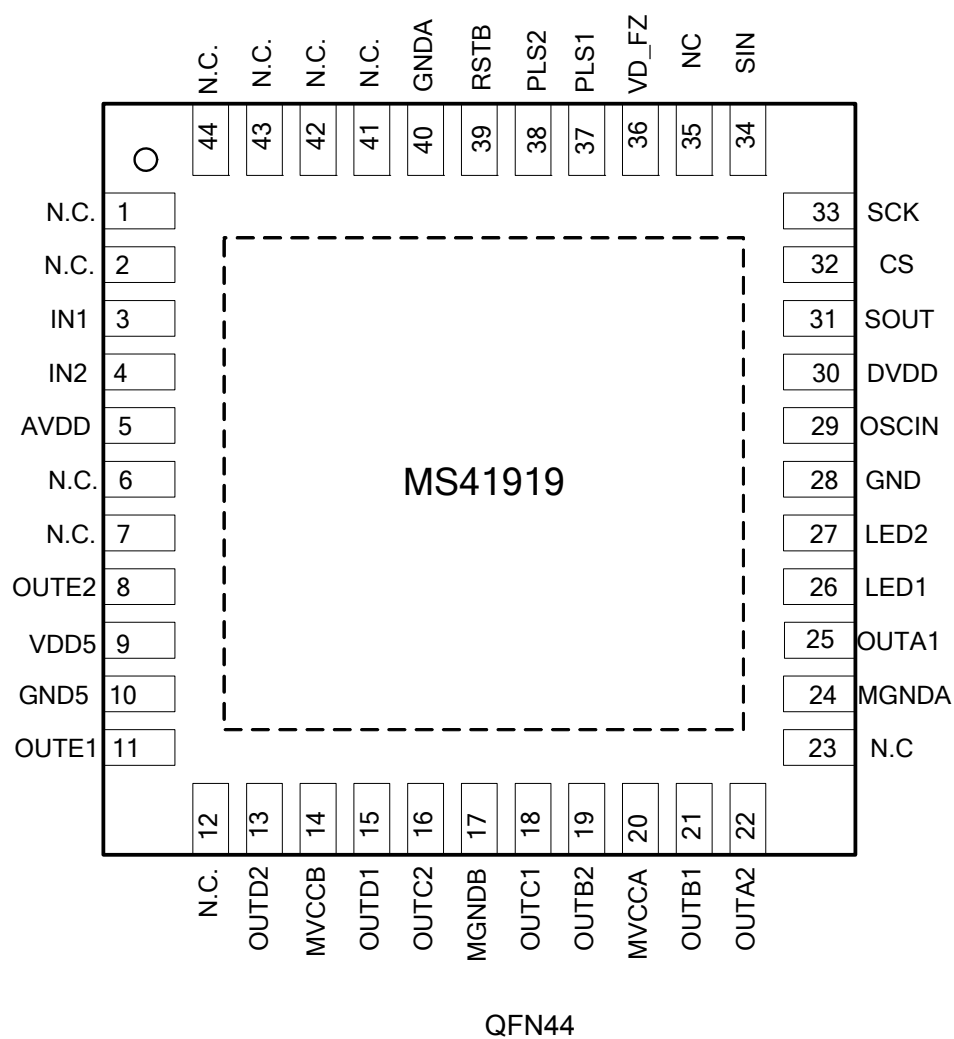 N.C. N.C. N.C. N.C. GNDA RSTB PLS2 PLS1 VD_FZ NC SIN
44 43 42 41 40 39 38 37 36 35 34
N.C. 1 33 SCK
N.C. 2 32 CS
IN1 3 31 SOUT
IN2 4 30 DVDD
AVDD 5 29 OSCIN
N.C. 6 MS41919 28 GND
N.C. 7 27 LED2
OUTE2 8 26 LED1
VDD5 9 25 OUTA1
GND5 10 24 MGNDA
OUTE1 11 23 N.C
12 13 14 15 16 17 18 19 20 21 22
N.C. OUTD2 MVCCB OUTD1 OUTC2 MGNDB OUTC1 OUTB2 MVCCA OUTB1 OUTA2
QFN44